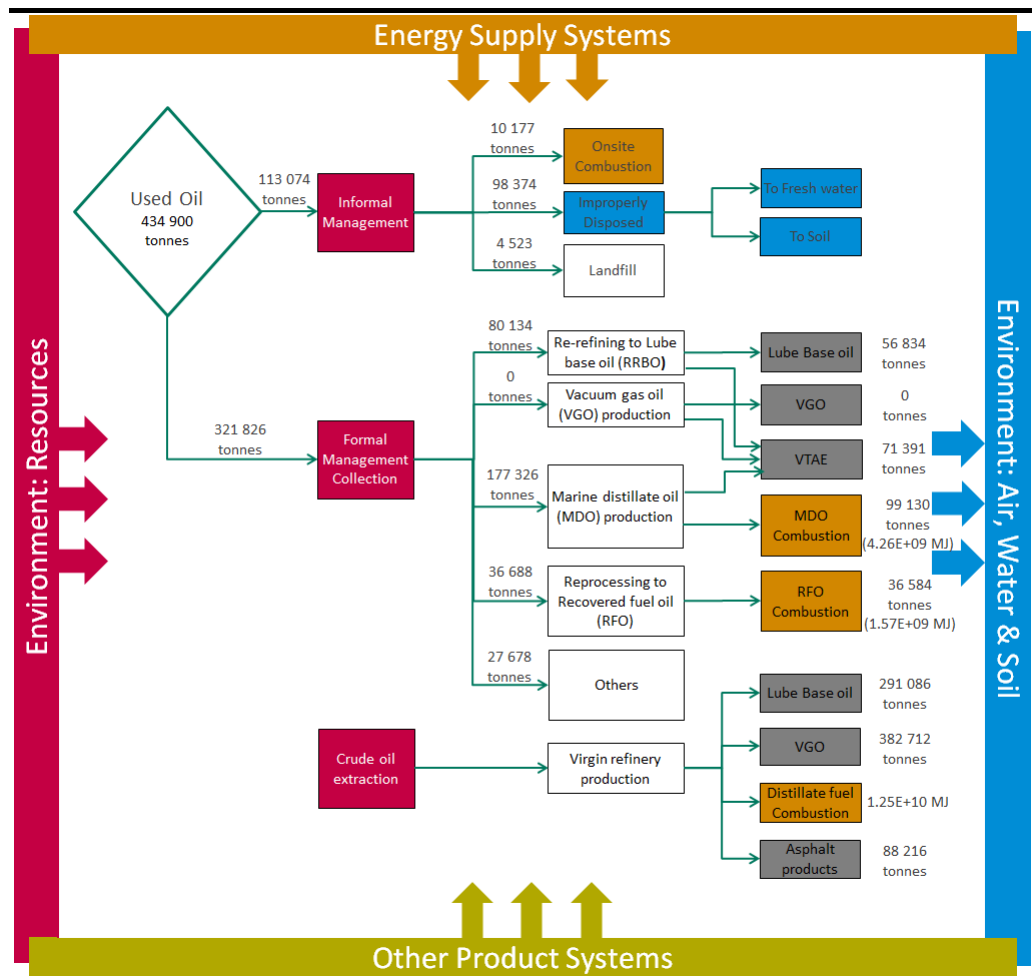 Energy Supply Systems
Environment: Resources
Environment: Air, Water & Soil
Used Oil
434 900
tonnes
113 074
tonnes
Informal
Management
10 177
tonnes
Onsite
Combustion
98 374
tonnes
Improperly
Disposed
To Fresh water
To Soil
4 523
tonnes
Landfill
321 826
tonnes
Formal
Management
Collection
80 134
tonnes
Re-refining to Lube
base oil (RRBO)
Lube Base oil
56 834
tonnes
0
tonnes
Vacuum gas oil
(VGO) production
VGO
0
tonnes
VTAE
71 391
tonnes
177 326
tonnes
Marine distillate oil
(MDO) production
MDO
Combustion
99 130
tonnes
(4.26E+09 MJ)
36 688
tonnes
Reprocessing to
Recovered fuel oil
(RFO)
RFO
Combustion
36 584
tonnes
(1.57E+09 MJ)
27 678
tonnes
Others
Crude oil
extraction
Virgin refinery
production
Lube Base oil
291 086
tonnes
VGO
382 712
tonnes
Distillate fuel
Combustion
1.25E+10 MJ
Asphalt
products
88 216
tonnes
Other Product Systems